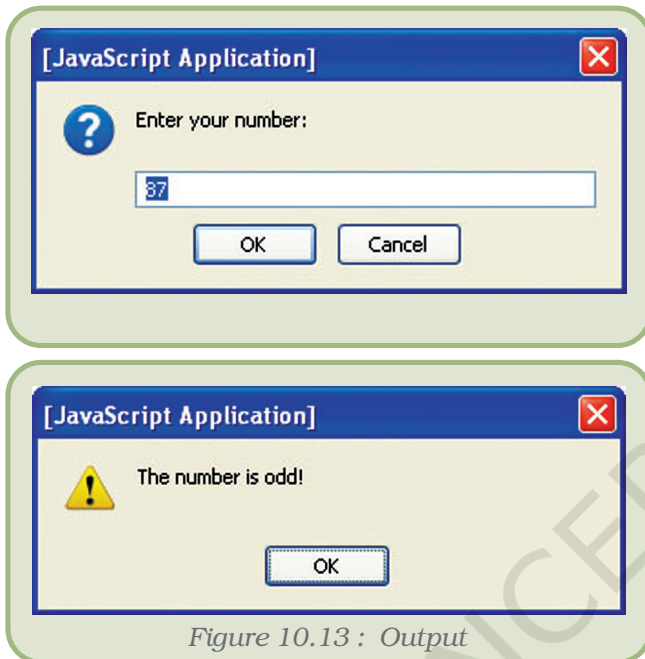 [JavaScript Application]
Enter your number:
87
OK Cancel
[JavaScript Application]
The number is odd!
OK
Figure 10.13 : Output